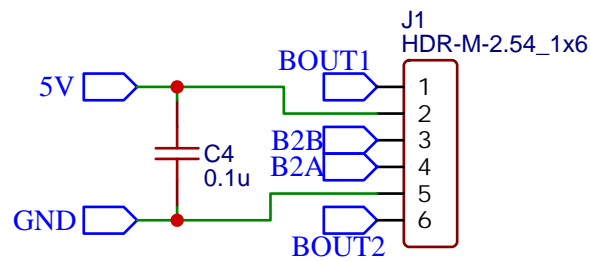 J1
HDR-M-2.54_1x6
BOUT1
5V
1
2
B2B
3
C4
B2A
4
0.1u
5
GND
6
BOUT2